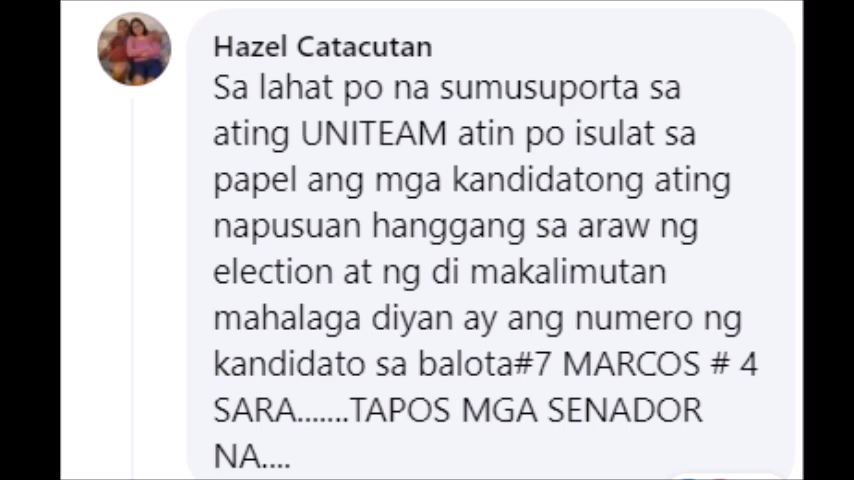 Hazel Catacutan
Sa lahat po na sumusuporta sa
ating UNITEAM atin po isulat sa
papel ang mga kandidatong ating
napusuan hanggang sa araw ng
election at ng di makalimutan
mahalaga diyan ay ang numero ng
kandidato sa balota#7 MARCOS # 4
SARA.......TAPOS MGA SENADOR
NA....